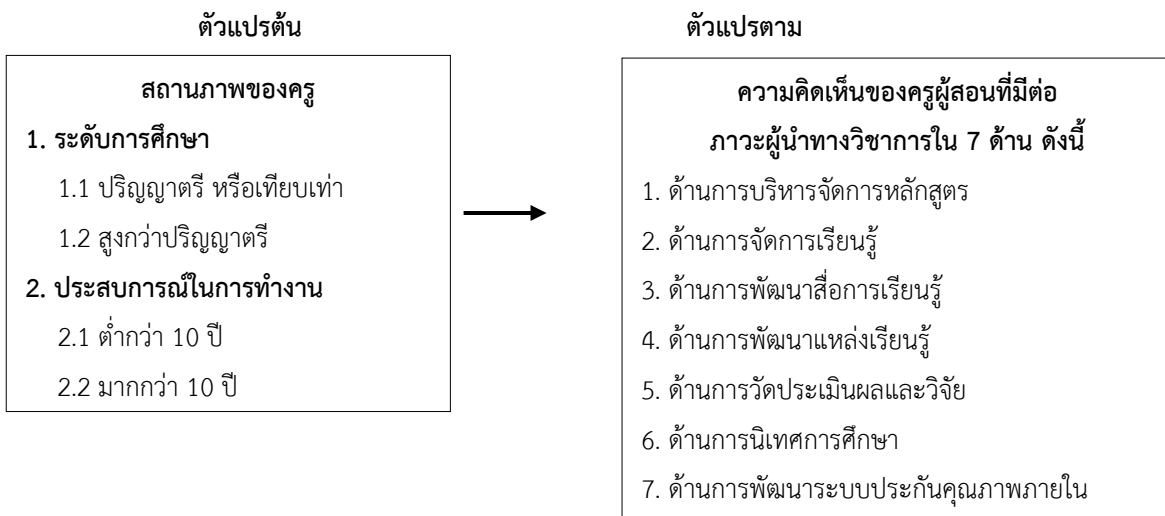 ตัวแปรต้น
สถานภาพของครู
1. ระดับการศึกษา
1.1 ปริญญาตรี หรือเทียบเท่า
1.2 สูงกว่าปริญญาตรี
2. ประสบการณ์ในการทำงาน
2.1 ต่ำกว่า 10 ปี
2.2 มากกว่า 10 ปี
ตัวแปรตาม
ความคิดเห็นของครูผู้สอนที่มีต่อ
ภาวะผู้นำทางวิชาการใน 7 ด้าน ดังนี้
1. ด้านการบริหารจัดการหลักสูตร
2. ด้านการจัดการเรียนรู้
3. ด้านการพัฒนาสื่อการเรียนรู้
4. ด้านการพัฒนาแหล่งเรียนรู้
5. ด้านการวัดประเมินผลและวิจัย
6. ด้านการนิเทศการศึกษา
7. ด้านการพัฒนาระบบประกันคุณภาพภายใน